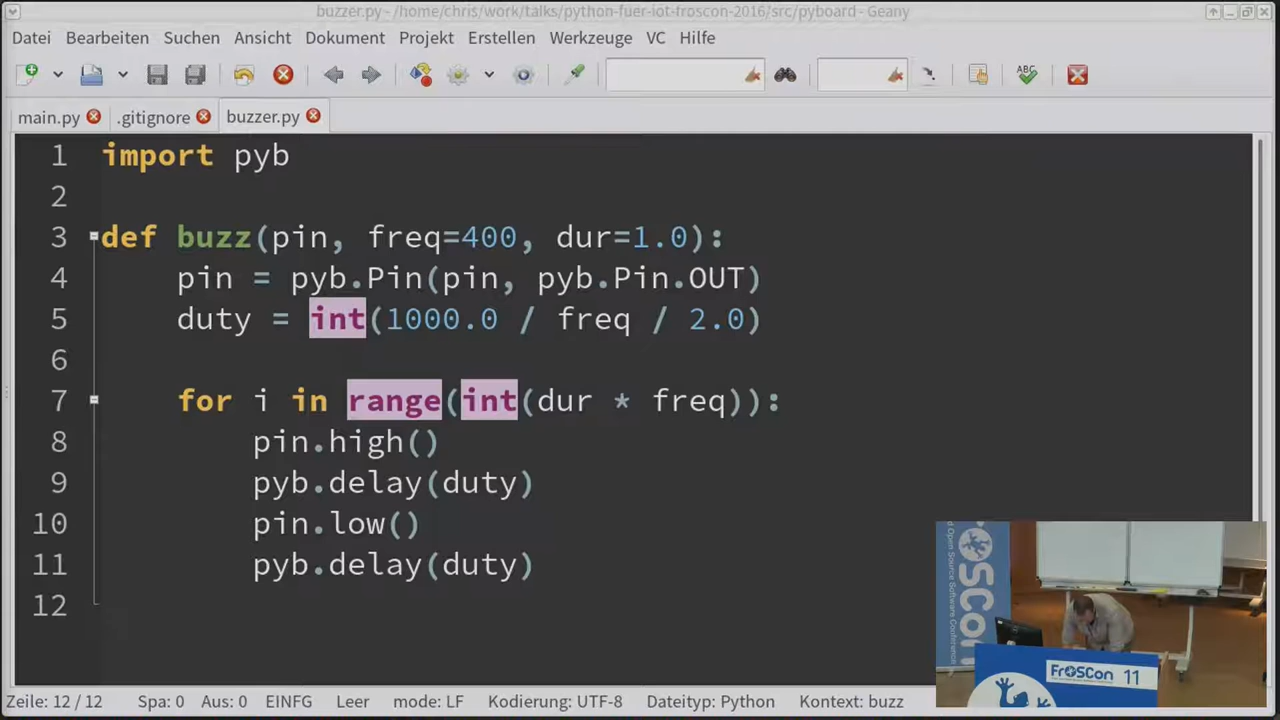 buzzer.py - /home/chris/work/talks/python-fuer-iot-froscon-2016/src/pyboard - Geany
Datei Bearbeiten Suchen Ansicht Dokument Projekt Erstellen Werkzeuge VC Hilfe
ABC
main.py .gitignore buzzer.py
1 import pyb
2
3 def buzz(pin, freq=400, dur=1.0):
4 pin = pyb.Pin(pin, pyb.Pin.OUT)
5 duty = int(1000.0 / freq / 2.0)
6
7 for i in range(int(dur * freq)):
8 pin.high()
9 pyb.delay(duty)
10 pin.low()
11 pyb.delay(duty)
12
Open Source Software Conference
FrOSCon 11
Zeile: 12 / 12 Spa: 0 Aus: 0 EINFG Leer mode: LF Kodierung: UTF-8 Dateityp: Python Kontext: buzz